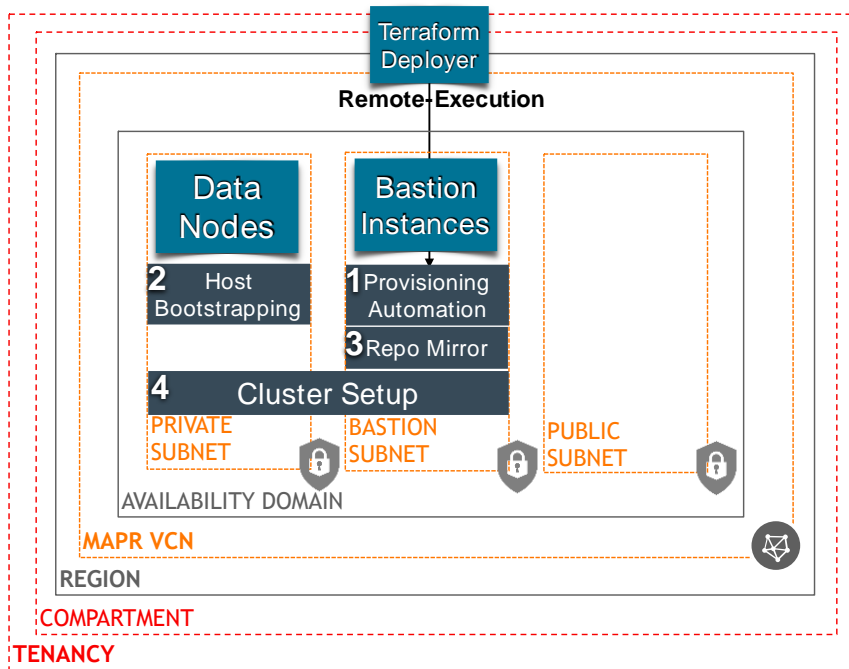 Terraform
Deployer
Remote-Execution
Data
Nodes
Bastion
Instances
2 Host
Bootstrapping
1 Provisioning
Automation
3 Repo Mirror
4 Cluster Setup
PRIVATE
SUBNET
BASTION
SUBNET
PUBLIC
SUBNET
AVAILABILITY DOMAIN
MAPR VCN
REGION
COMPARTMENT
TENANCY